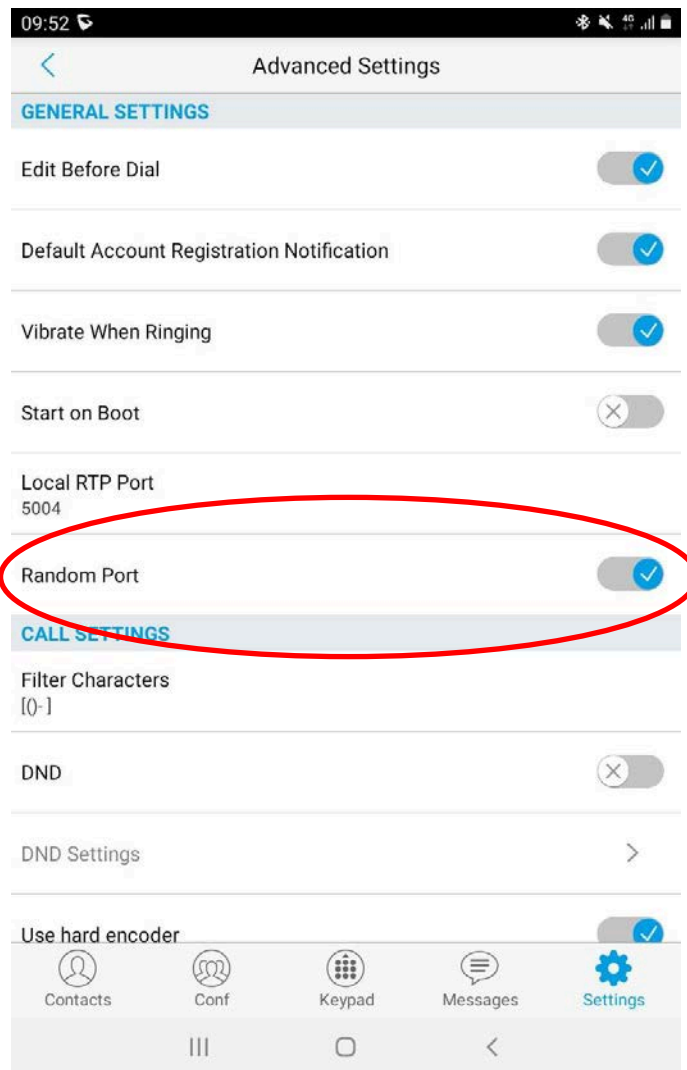 09:52
4G
Advanced Settings
GENERAL SETTINGS
Edit Before Dial
Default Account Registration Notification
Vibrate When Ringing
Start on Boot
Local RTP Port
5004
Random Port
CALL SETTINGS
Filter Characters
[()- ]
DND
DND Settings
Use hard encoder
Contacts
Conf
Keypad
Messages
Settings